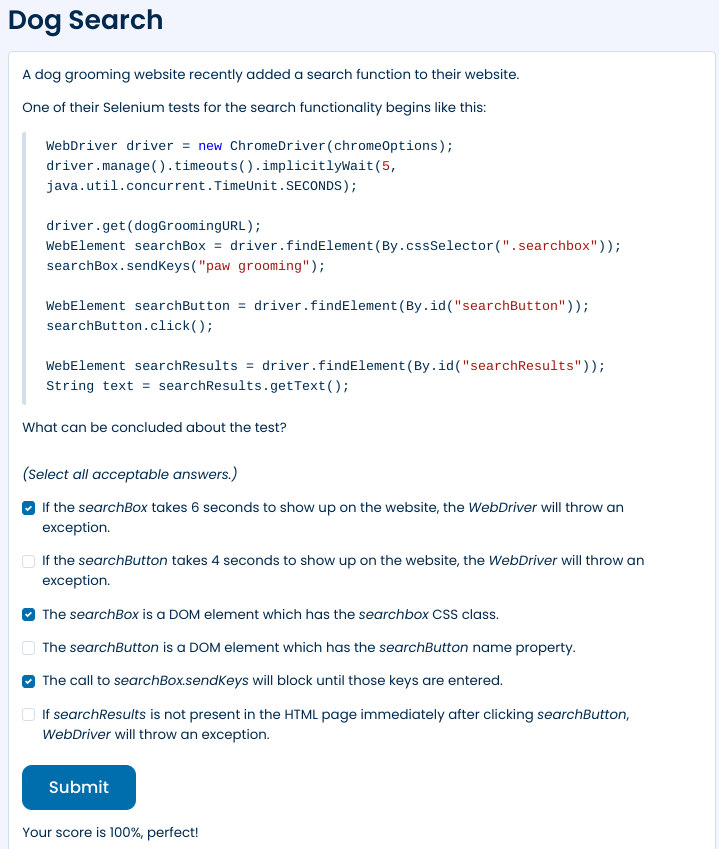 Dog Search
A dog grooming website recently added a search function to their website.
One of their Selenium tests for the search functionality begins like this:
WebDriver driver = new ChromeDriver(chromeOptions);
driver.manage().timeouts().implicitlyWait(5,
java.util.concurrent.TimeUnit.SECONDS);
driver.get(dogGroomingURL);
WebElement searchBox = driver.findElement(By.cssSelector(".searchbox"));
searchBox.sendKeys("paw grooming");
WebElement searchButton = driver.findElement(By.id("searchButton"));
searchButton.click();
WebElement searchResults = driver.findElement(By.id("searchResults"));
String text = searchResults.getText();
What can be concluded about the test?
(Select all acceptable answers.)
If the searchBox takes 6 seconds to show up on the website, the WebDriver will throw an
exception.
If the searchButton takes 4 seconds to show up on the website, the WebDriver will throw an
exception.
The searchBox is a DOM element which has the searchbox CSS class.
The searchButton is a DOM element which has the searchButton name property.
The call to searchBox.sendKeys will block until those keys are entered.
If searchResults is not present in the HTML page immediately after clicking searchButton,
WebDriver will throw an exception.
Submit
Your score is 100%, perfect!